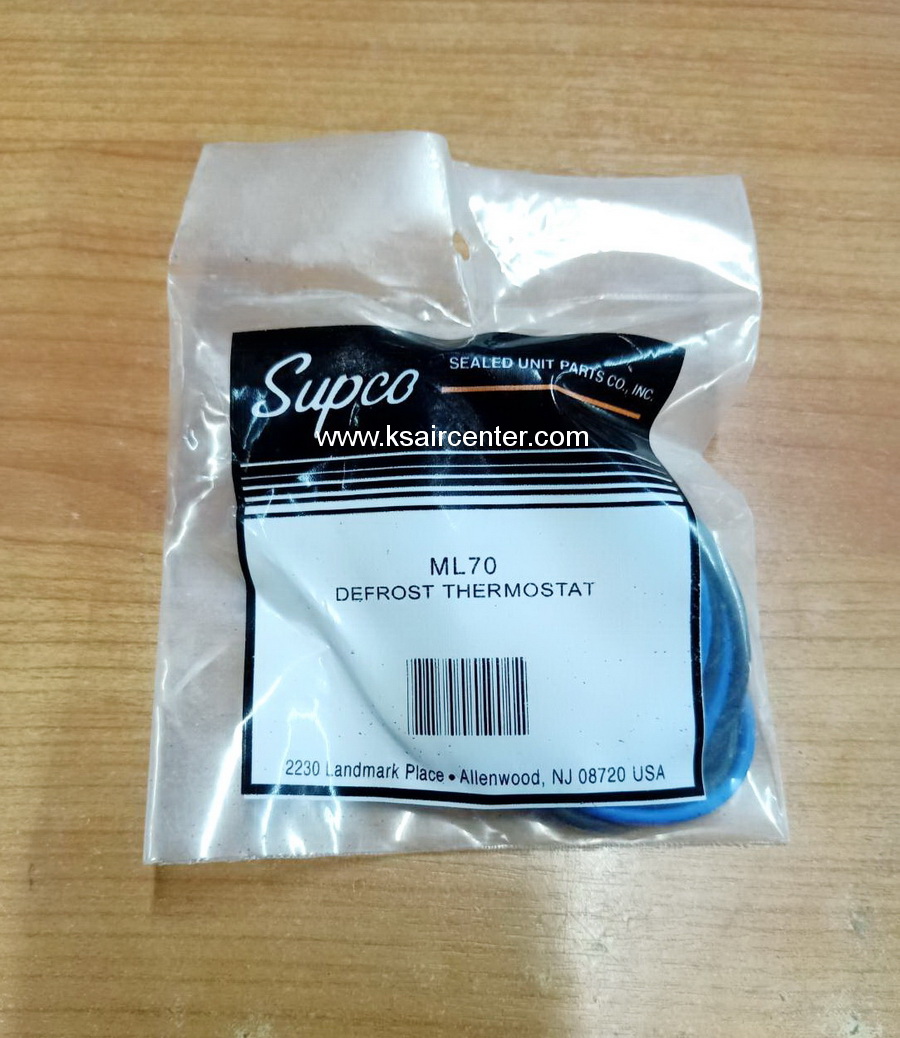 Supco
SEALED UNIT PARTS CO., INC.
www.ksaircenter.com
ML70
DEFROST THERMOSTAT
2230 Landmark Place • Allenwood, NJ 08720 USA